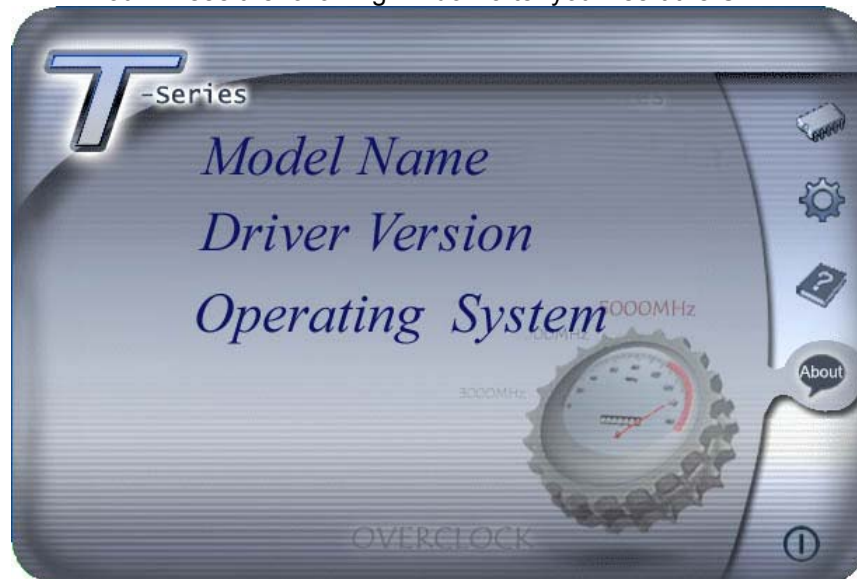 T-Series
Model Name
Driver Version
Operating System
5000MHz
3000MHz
About
OVERCLOCK